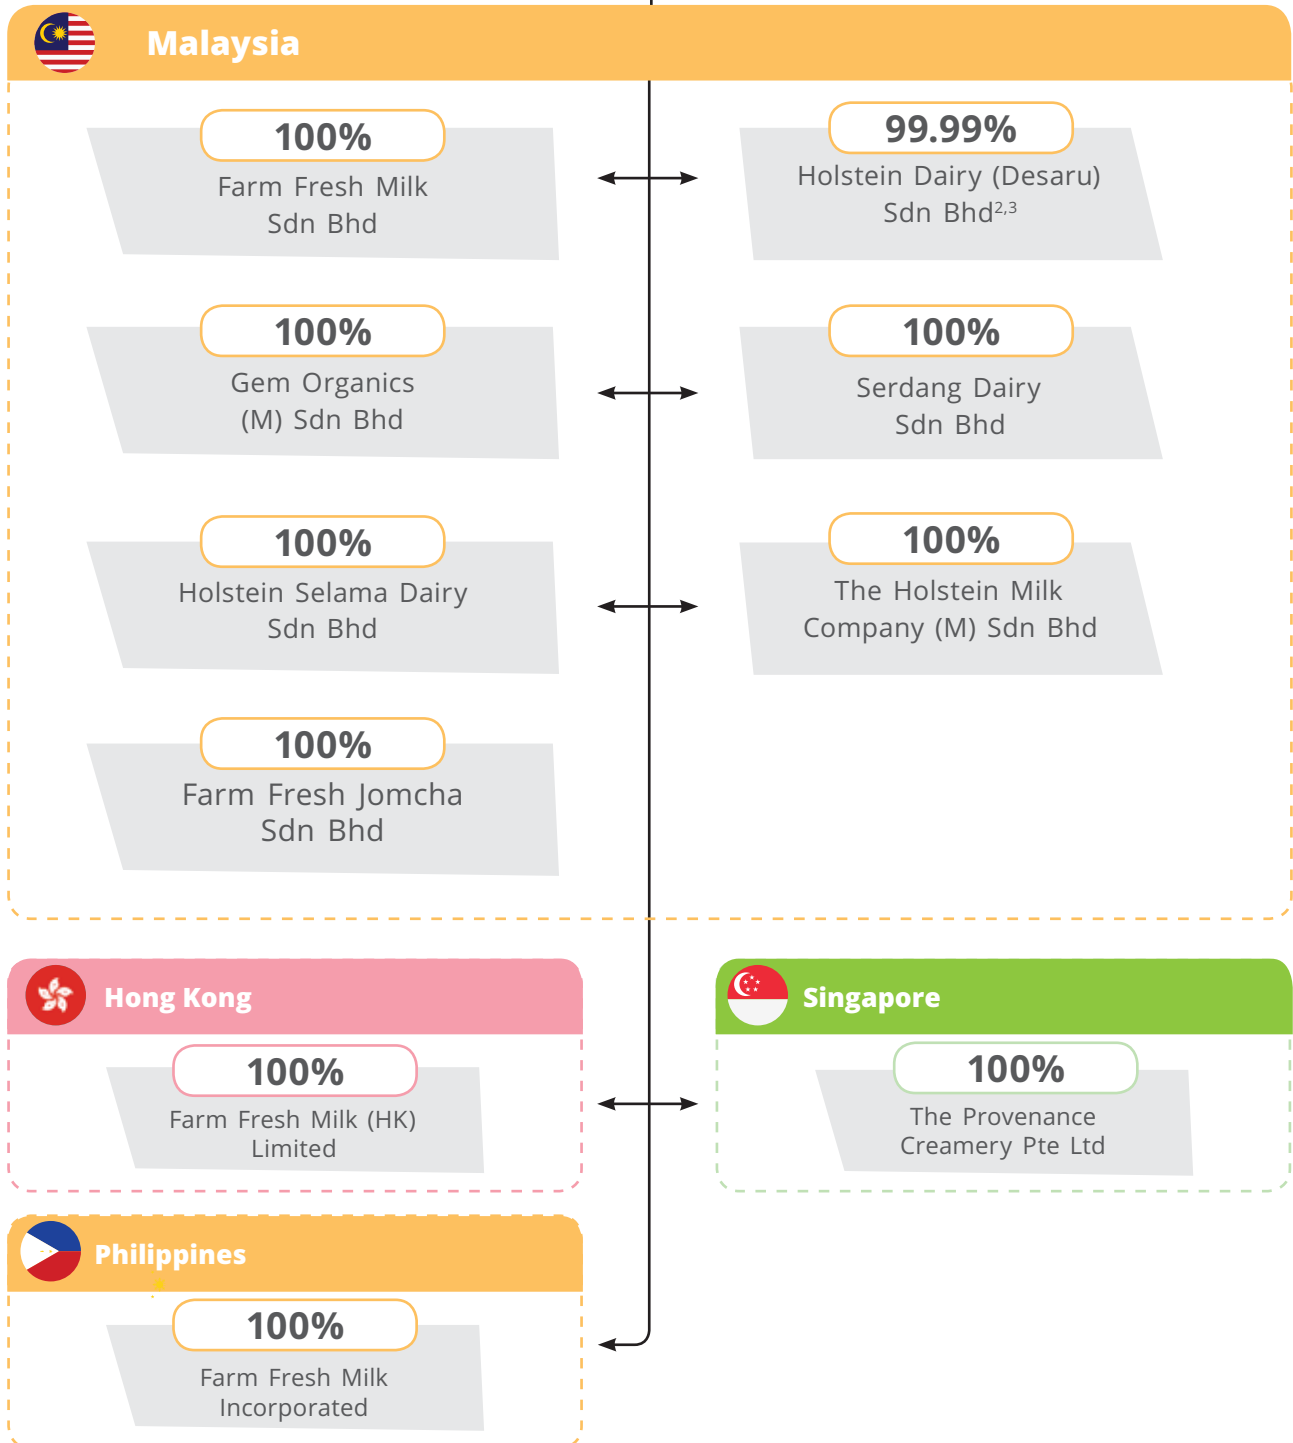 Malaysia
100%
Farm Fresh Milk
Sdn Bhd
99.99%
Holstein Dairy (Desaru)
Sdn Bhd2,3
100%
Gem Organics
(M) Sdn Bhd
100%
Serdang Dairy
Sdn Bhd
100%
Holstein Selama Dairy
Sdn Bhd
100%
The Holstein Milk
Company (M) Sdn Bhd
100%
Farm Fresh Jomcha
Sdn Bhd
Hong Kong
100%
Farm Fresh Milk (HK)
Limited
Singapore
100%
The Provenance
Creamery Pte Ltd
Philippines
100%
Farm Fresh Milk
Incorporated